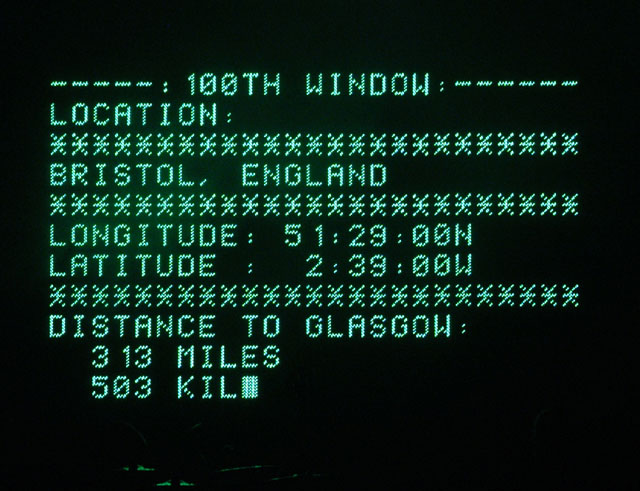 -----:100TH WINDOW:------
LOCATION:
*************************
BRISTOL, ENGLAND
*************************
LONGITUDE: 51:29:00N
LATITUDE :  2:39:00W
*************************
DISTANCE TO GLASGOW:
  313 MILES
  503 KIL